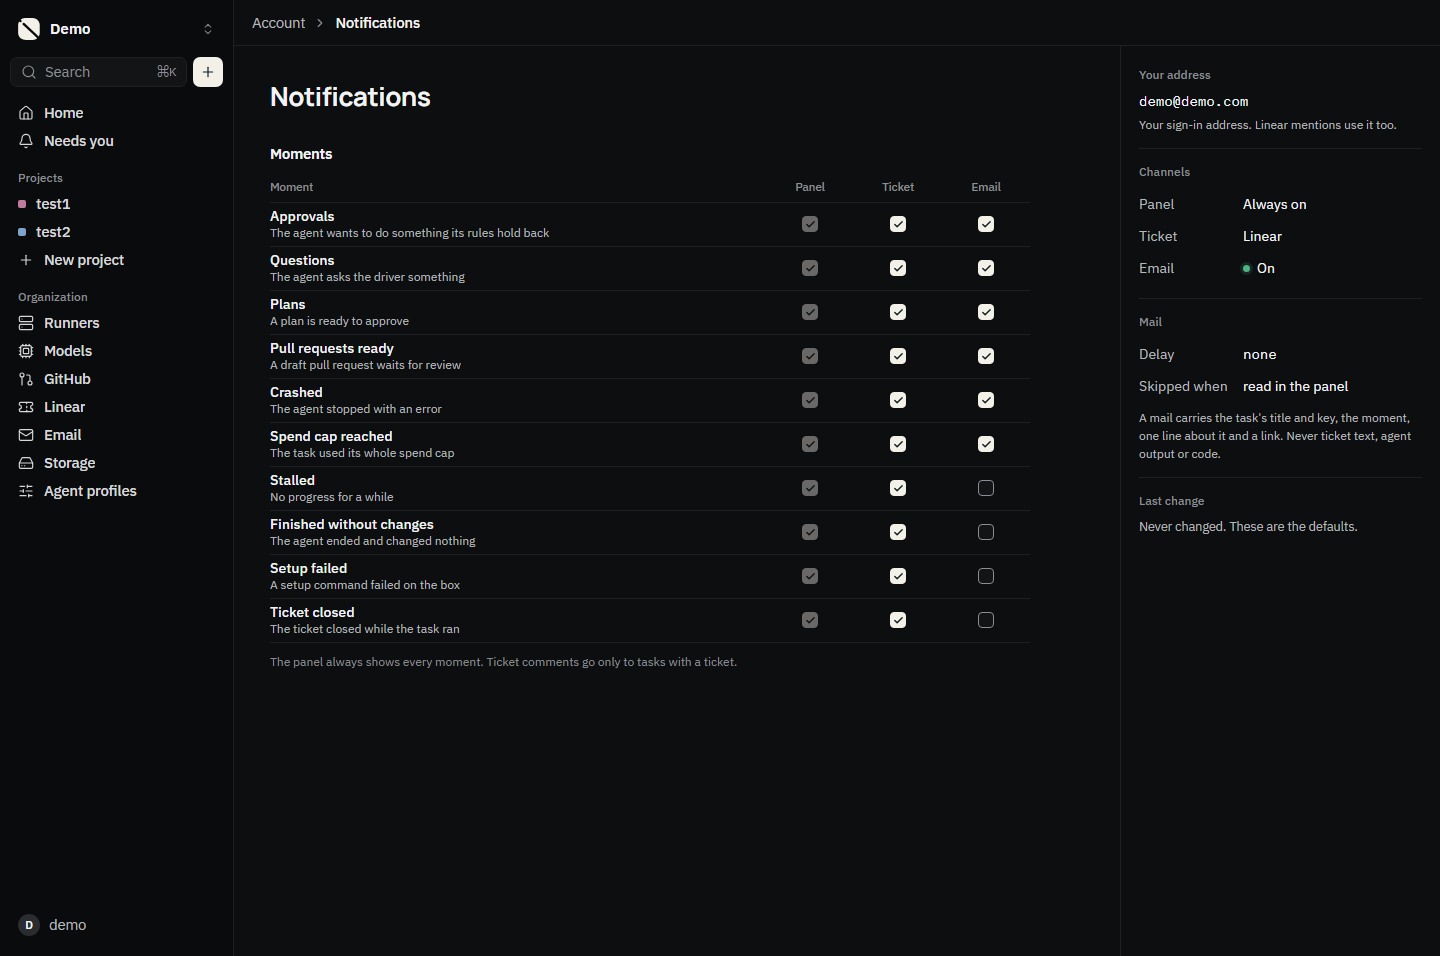 Demo
Search ⌘K
Home
Needs you
Projects
test1
test2
New project
Organization
Runners
Models
GitHub
Linear
Email
Storage
Agent profiles
D demo
Account > Notifications
Notifications
Moments
Moment Panel Ticket Email
Approvals
The agent wants to do something its rules hold back
Questions
The agent asks the driver something
Plans
A plan is ready to approve
Pull requests ready
A draft pull request waits for review
Crashed
The agent stopped with an error
Spend cap reached
The task used its whole spend cap
Stalled
No progress for a while
Finished without changes
The agent ended and changed nothing
Setup failed
A setup command failed on the box
Ticket closed
The ticket closed while the task ran
The panel always shows every moment. Ticket comments go only to tasks with a ticket.
Your address
demo@demo.com
Your sign-in address. Linear mentions use it too.
Channels
Panel Always on
Ticket Linear
Email On
Mail
Delay none
Skipped when read in the panel
A mail carries the task's title and key, the moment,
one line about it and a link. Never ticket text, agent
output or code.
Last change
Never changed. These are the defaults.